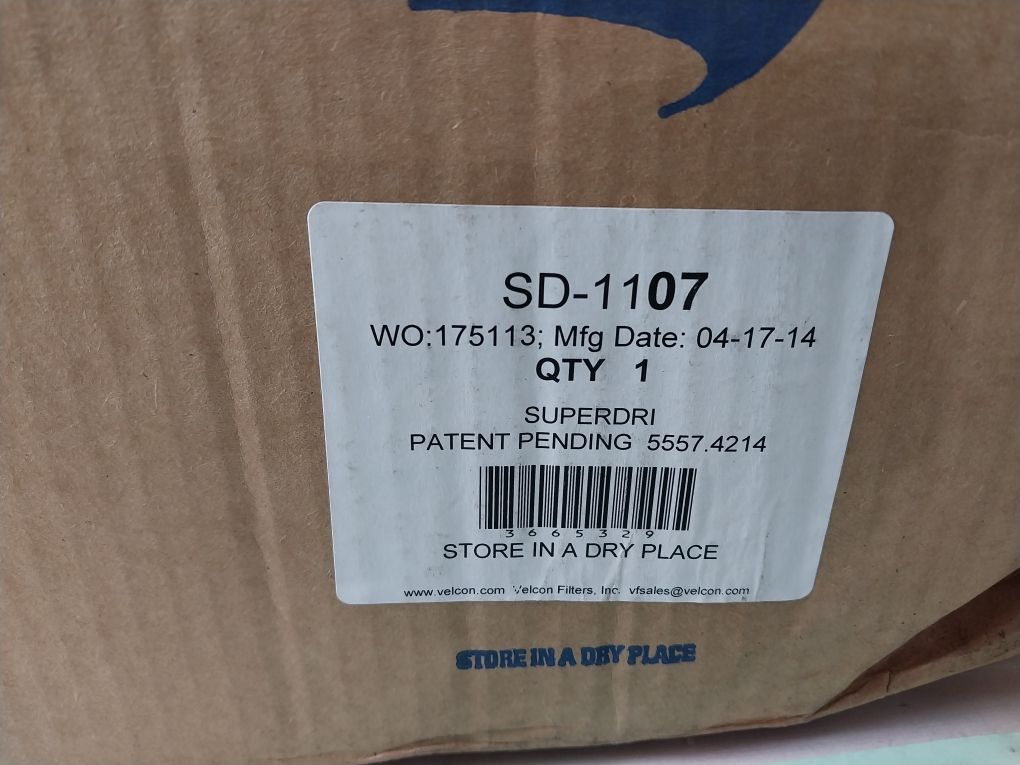 SD-1107
WO:175113; Mfg Date: 04-17-14
QTY 1
SUPERDRI
PATENT PENDING 5557.4214
3665329
STORE IN A DRY PLACE
www.velcon.com Velcon Filters, Inc. vfsales@velcon.com
STORE IN A DRY PLACE